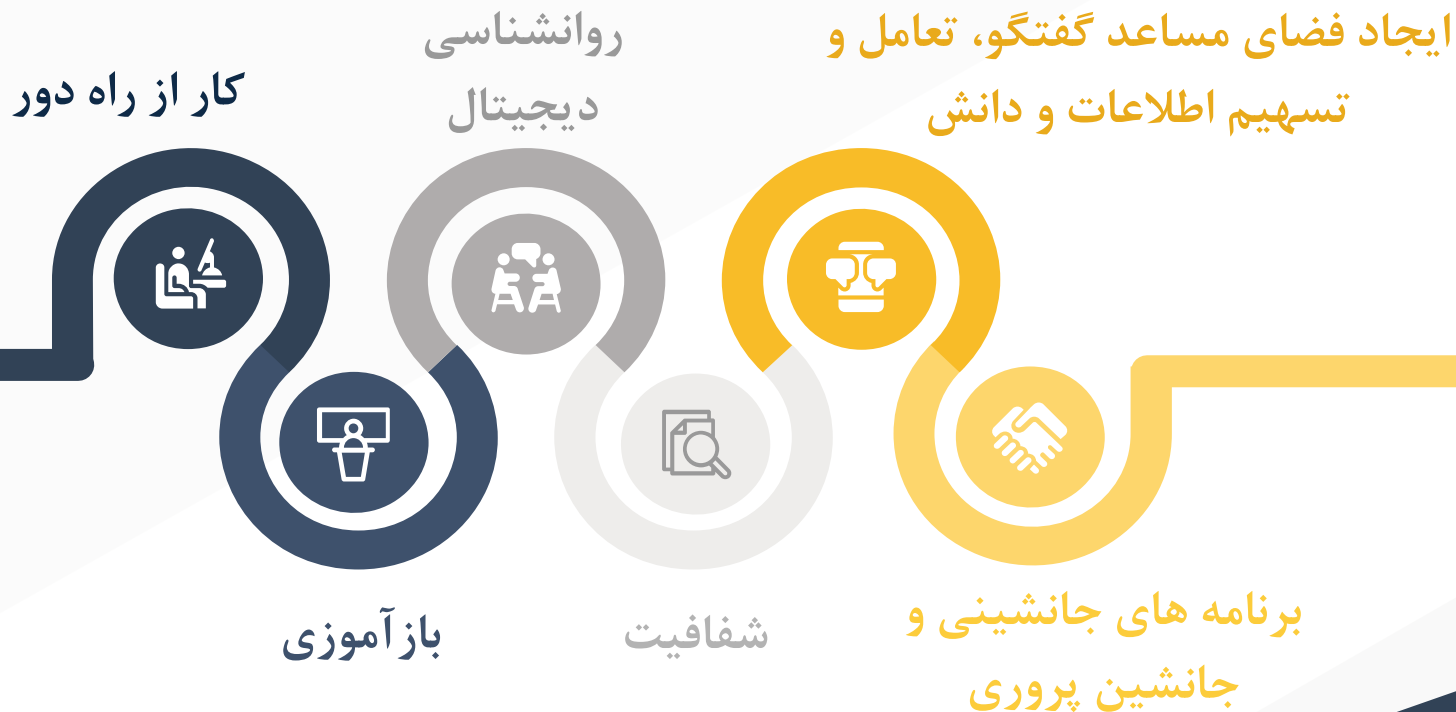 ایجاد فضای مساعد گفتگو، تعامل و
تسهیم اطلاعات و دانش
روانشناسی
دیجیتال
کار از راه دور
برنامه های جانشینی و
جانشین پروری
شفافیت
بازآموزی